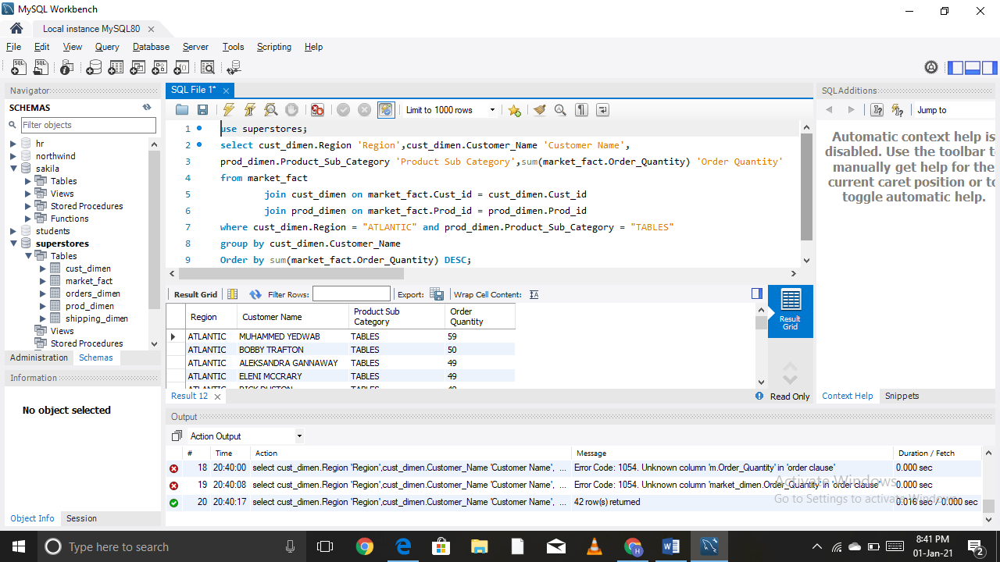 MySQL Workbench
Local instance MySQL80
File Edit View Query Database Server Tools Scripting Help
Navigator
SCHEMAS
Filter objects
hr
northwind
sakila
Tables
Views
Stored Procedures
Functions
students
superstores
Tables
cust_dimen
market_fact
orders_dimen
prod_dimen
shipping_dimen
Views
Stored Procedures
Administration Schemas
Information
No object selected
Object Info Session
SQL File 1*
Limit to 1000 rows
1 use superstores;
2 select cust_dimen.Region 'Region',cust_dimen.Customer_Name 'Customer Name',
3 prod_dimen.Product_Sub_Category 'Product Sub Category',sum(market_fact.Order_Quantity) 'Order Quantity'
4 from market_fact
5 join cust_dimen on market_fact.Cust_id = cust_dimen.Cust_id
6 join prod_dimen on market_fact.Prod_id = prod_dimen.Prod_id
7 where cust_dimen.Region = "ATLANTIC" and prod_dimen.Product_Sub_Category = "TABLES"
8 group by cust_dimen.Customer_Name
9 Order by sum(market_fact.Order_Quantity) DESC;
Result Grid Filter Rows: Export: Wrap Cell Content:
Region Customer Name Product Sub Category Order Quantity
ATLANTIC MUHAMMED YEDWAB TABLES 59
ATLANTIC BOBBY TRAFTON TABLES 50
ATLANTIC ALEKSANDRA GANNAWAY TABLES 49
ATLANTIC ELENI MCCRARY TABLES 49
Result Grid
Result 12
Read Only
SQLAdditions
Jump to
Automatic context help is
disabled. Use the toolbar t
manually get help for the
current caret position or to
toggle automatic help.
Context Help Snippets
Output
Action Output
# Time Action Message Duration / Fetch
18 20:40:00 select cust_dimen.Region 'Region',cust_dimen.Customer_Name 'Customer Name', ... Error Code: 1054. Unknown column 'm.Order_Quantity' in 'order clause' 0.000 sec
19 20:40:08 select cust_dimen.Region 'Region',cust_dimen.Customer_Name 'Customer Name', ... Error Code: 1054. Unknown column 'market_dimen.Order_Quantity' in 'order clause' 0.000 sec
20 20:40:17 select cust_dimen.Region 'Region',cust_dimen.Customer_Name 'Customer Name', ... 42 row(s) returned 0.016 sec / 0.000 sec
Activate Windows
Go to Settings to activate Windows.
Type here to search
8:41 PM
01-Jan-21
2